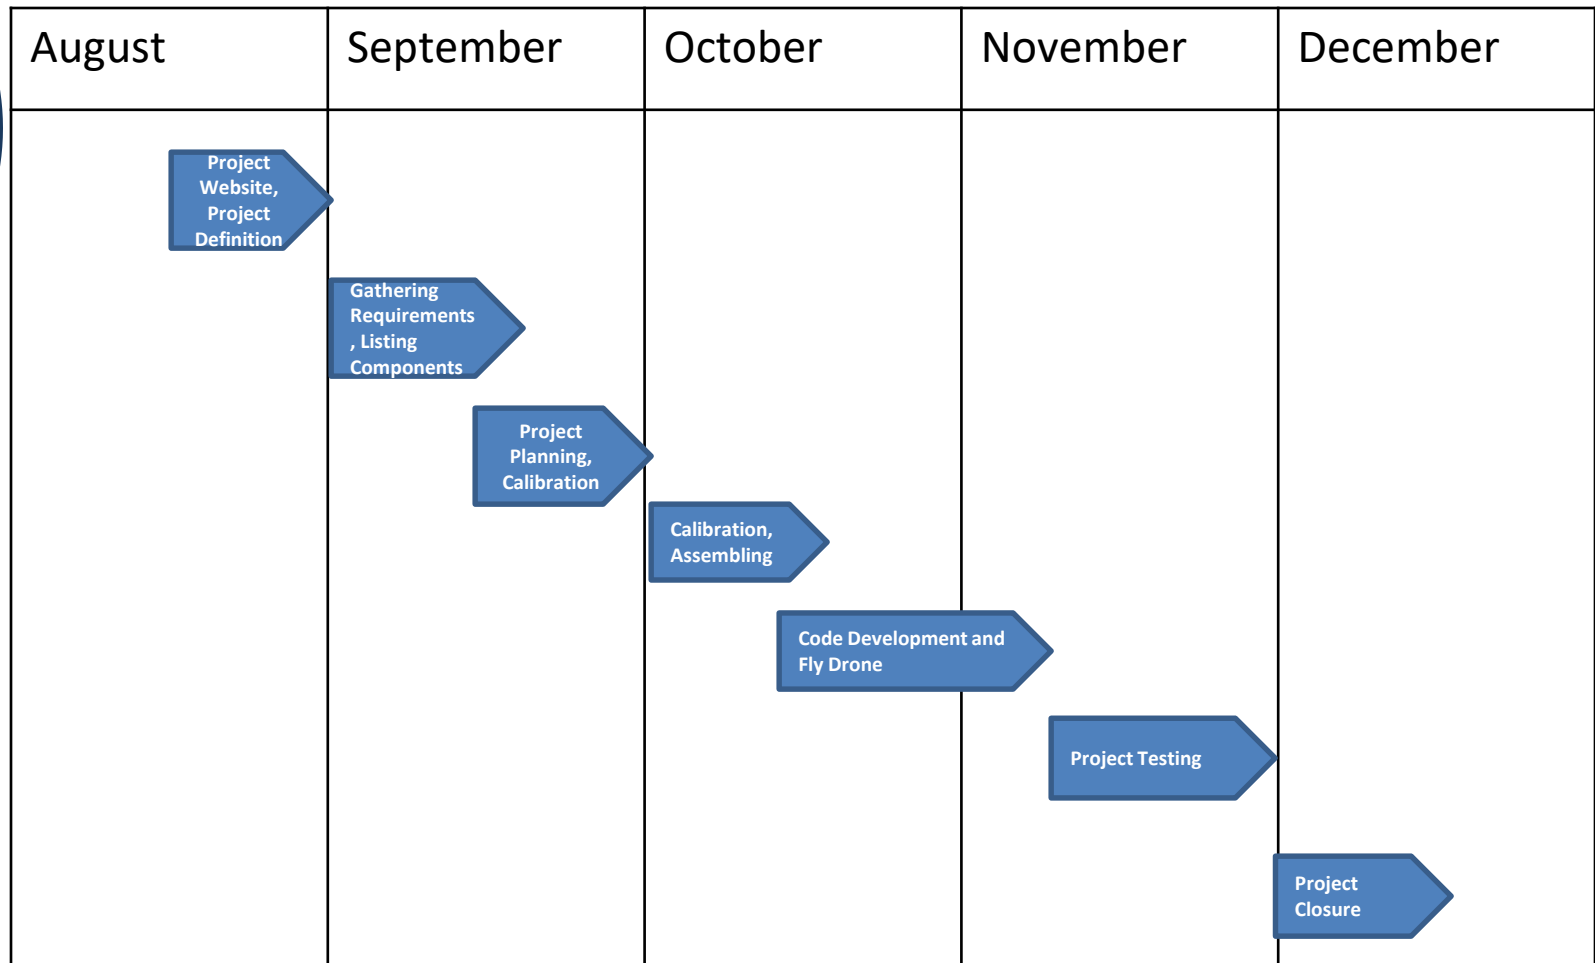 August
September
October
November
December
Project
Website,
Project
Definition
Gathering
Requirements
, Listing
Components
Project
Planning,
Calibration
Calibration,
Assembling
Code Development and
Fly Drone
Project Testing
Project
Closure